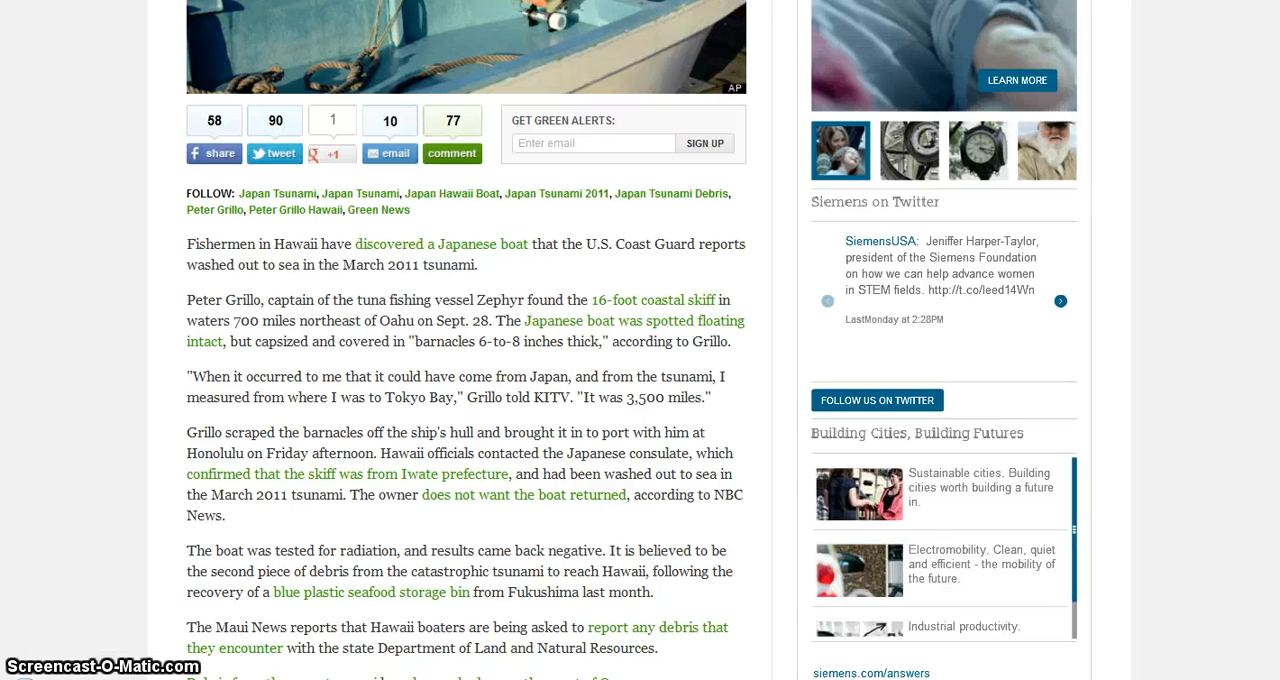 AP
LEARN MORE
58
90
1
10
77
share
tweet
+1
email
comment
GET GREEN ALERTS:
Enter email
SIGN UP
FOLLOW: Japan Tsunami, Japan Tsunami, Japan Hawaii Boat, Japan Tsunami 2011, Japan Tsunami Debris,
Peter Grillo, Peter Grillo Hawaii, Green News
Fishermen in Hawaii have discovered a Japanese boat that the U.S. Coast Guard reports
washed out to sea in the March 2011 tsunami.
Peter Grillo, captain of the tuna fishing vessel Zephyr found the 16-foot coastal skiff in
waters 700 miles northeast of Oahu on Sept. 28. The Japanese boat was spotted floating
intact, but capsized and covered in "barnacles 6-to-8 inches thick," according to Grillo.
"When it occurred to me that it could have come from Japan, and from the tsunami, I
measured from where I was to Tokyo Bay," Grillo told KITV. "It was 3,500 miles."
Grillo scraped the barnacles off the ship's hull and brought it in to port with him at
Honolulu on Friday afternoon. Hawaii officials contacted the Japanese consulate, which
confirmed that the skiff was from Iwate prefecture, and had been washed out to sea in
the March 2011 tsunami. The owner does not want the boat returned, according to NBC
News.
The boat was tested for radiation, and results came back negative. It is believed to be
the second piece of debris from the catastrophic tsunami to reach Hawaii, following the
recovery of a blue plastic seafood storage bin from Fukushima last month.
The Maui News reports that Hawaii boaters are being asked to report any debris that
they encounter with the state Department of Land and Natural Resources.
Siemens on Twitter
SiemensUSA: Jeniffer Harper-Taylor,
president of the Siemens Foundation
on how we can help advance women
in STEM fields. http://t.co/Ieed14Wn
LastMonday at 2:28PM
FOLLOW US ON TWITTER
Building Cities, Building Futures
Sustainable cities. Building
cities worth building a future
in.
Electromobility. Clean, quiet
and efficient - the mobility of
the future.
Industrial productivity.
siemens.com/answers
Screencast-O-Matic.com